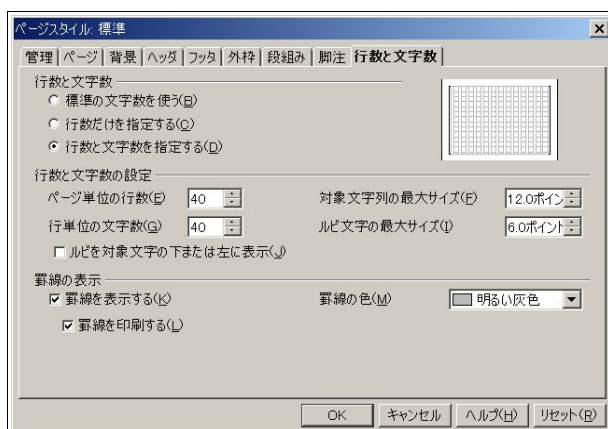 ページスタイル: 標準
管理 ページ 背景 ヘッダ フッタ 外枠 段組み 脚注 行数と文字数
行数と文字数
標準の文字数を使う(B)
行数だけを指定する(C)
行数と文字数を指定する(D)
行数と文字数の設定
ページ単位の行数(E) 40 対象文字列の最大サイズ(F) 12.0ポイン
行単位の文字数(G) 40 ルビ文字の最大サイズ(I) 6.0ポイント
ルビを対象文字の下または左に表示(J)
罫線の表示
罫線を表示する(K) 罫線の色(M) 明るい灰色
罫線を印刷する(L)
OK キャンセル ヘルプ(H) リセット(R)